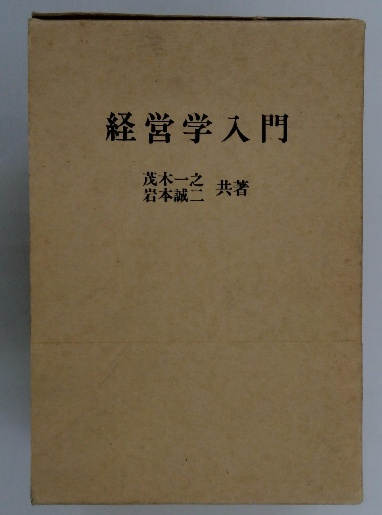 経営学入門
茂木一之
岩本誠二 共著